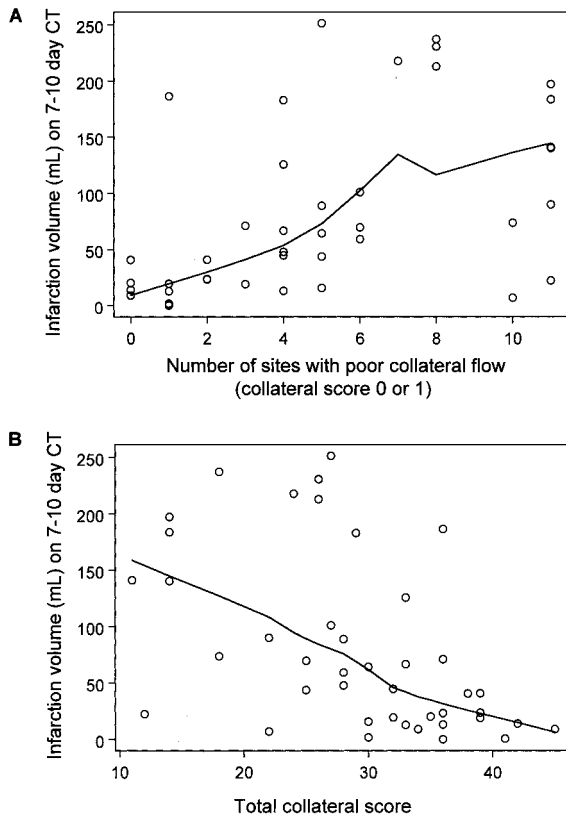 A
Infarction volume (mL) on 7-10 day CT
250
200
150
100
50
0
0 2 4 6 8 10
Number of sites with poor collateral flow
(collateral score 0 or 1)
B
Infarction volume (mL) on 7-10 day CT
250
200
150
100
50
0
10 20 30 40
Total collateral score